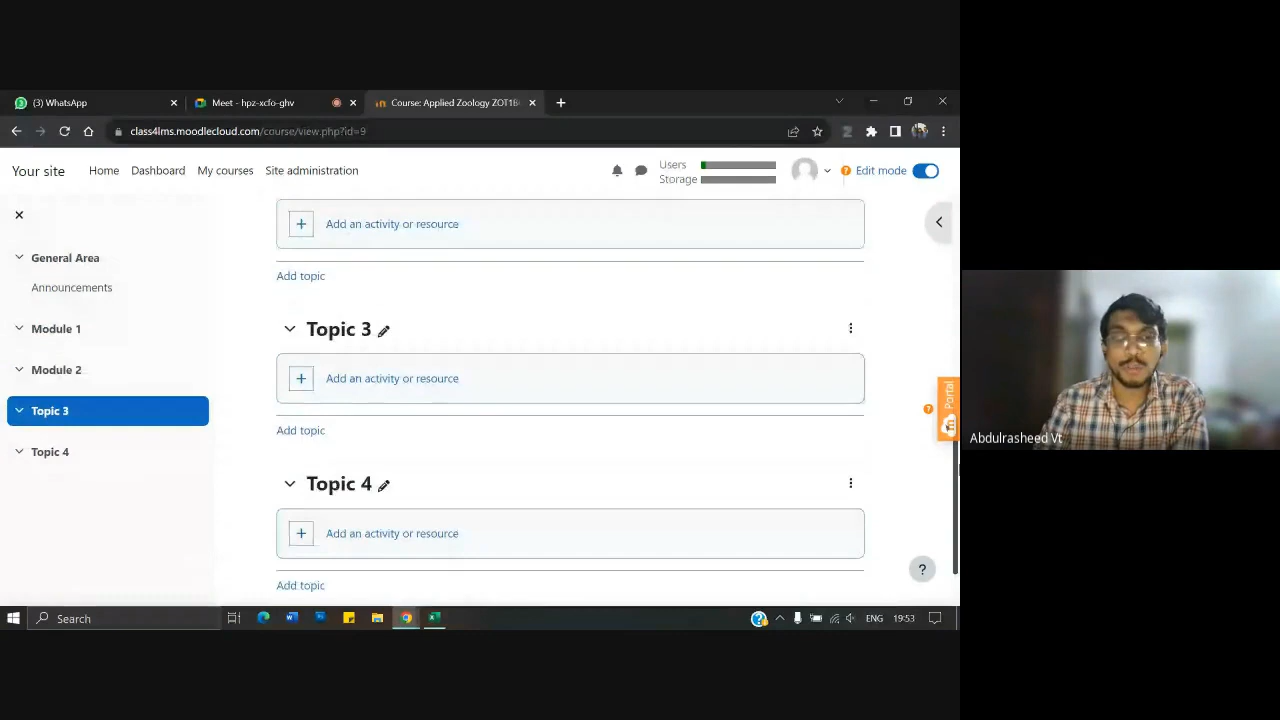 (3) WhatsApp
Meet - hpz-xcfo-ghv
Course: Applied Zoology ZOT1B
class4lms.moodlecloud.com/course/view.php?id=9
Your site
Home
Dashboard
My courses
Site administration
Users
Storage
Edit mode
General Area
Announcements
Module 1
Module 2
Topic 3
Topic 4
Add an activity or resource
Add topic
Topic 3
Add an activity or resource
Add topic
Topic 4
Add an activity or resource
Add topic
Portal
?
Search
ENG
19:53
Abdulrasheed Vt